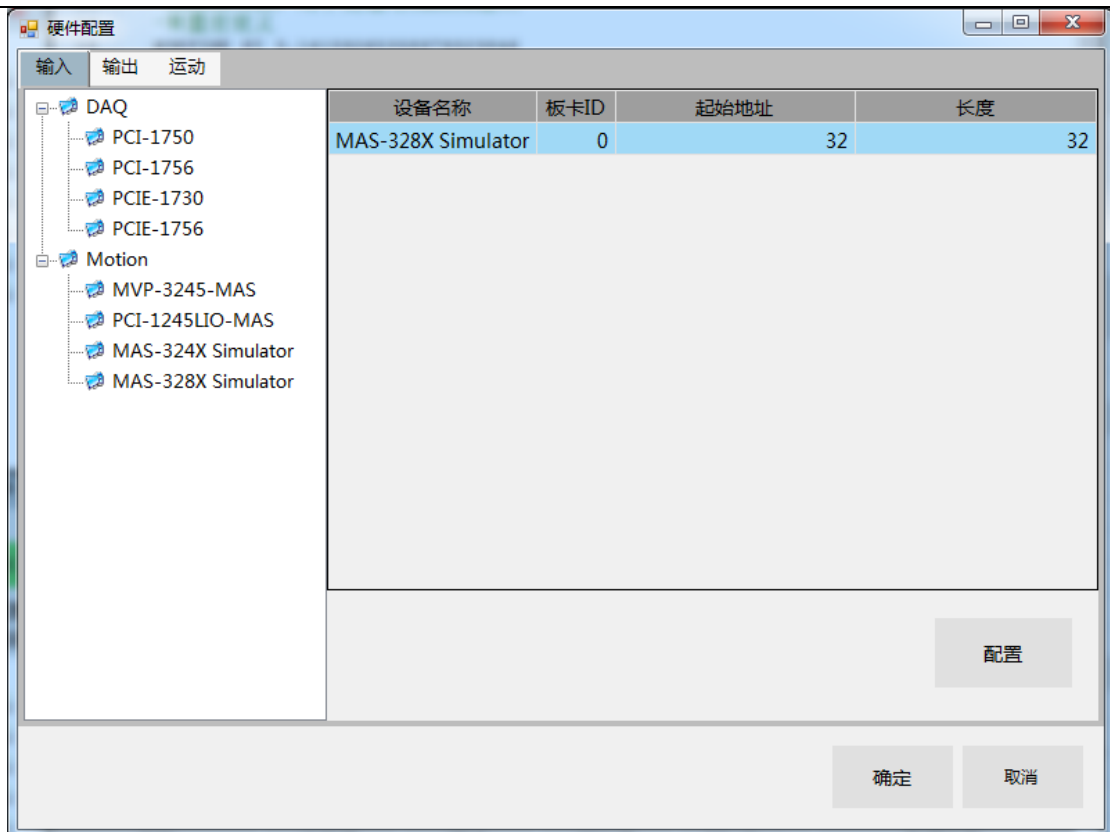 硬件配置
输入 输出 运动
DAQ
PCI-1750
PCI-1756
PCIE-1730
PCIE-1756
Motion
MVP-3245-MAS
PCI-1245LIO-MAS
MAS-324X Simulator
MAS-328X Simulator
设备名称 板卡ID 起始地址 长度
MAS-328X Simulator 0 32 32
配置
确定 取消